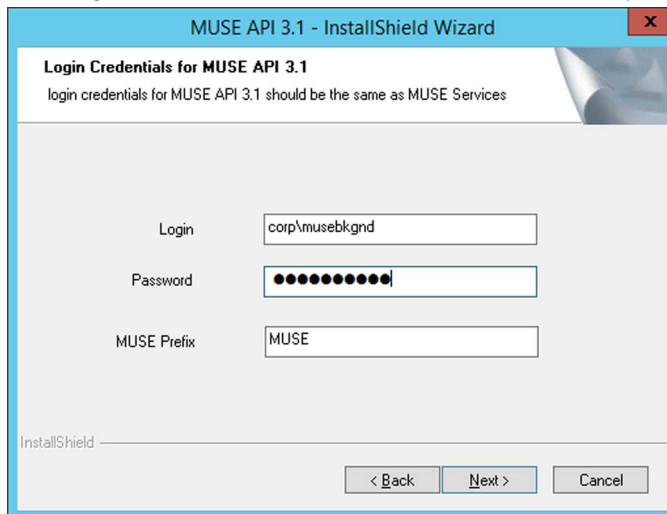 MUSE API 3.1 - InstallShield Wizard
x
Login Credentials for MUSE API 3.1
login credentials for MUSE API 3.1 should be the same as MUSE Services
Login corp\musebkgnd
Password ●●●●●●●●●●
MUSE Prefix MUSE
InstallShield
< Back Next > Cancel